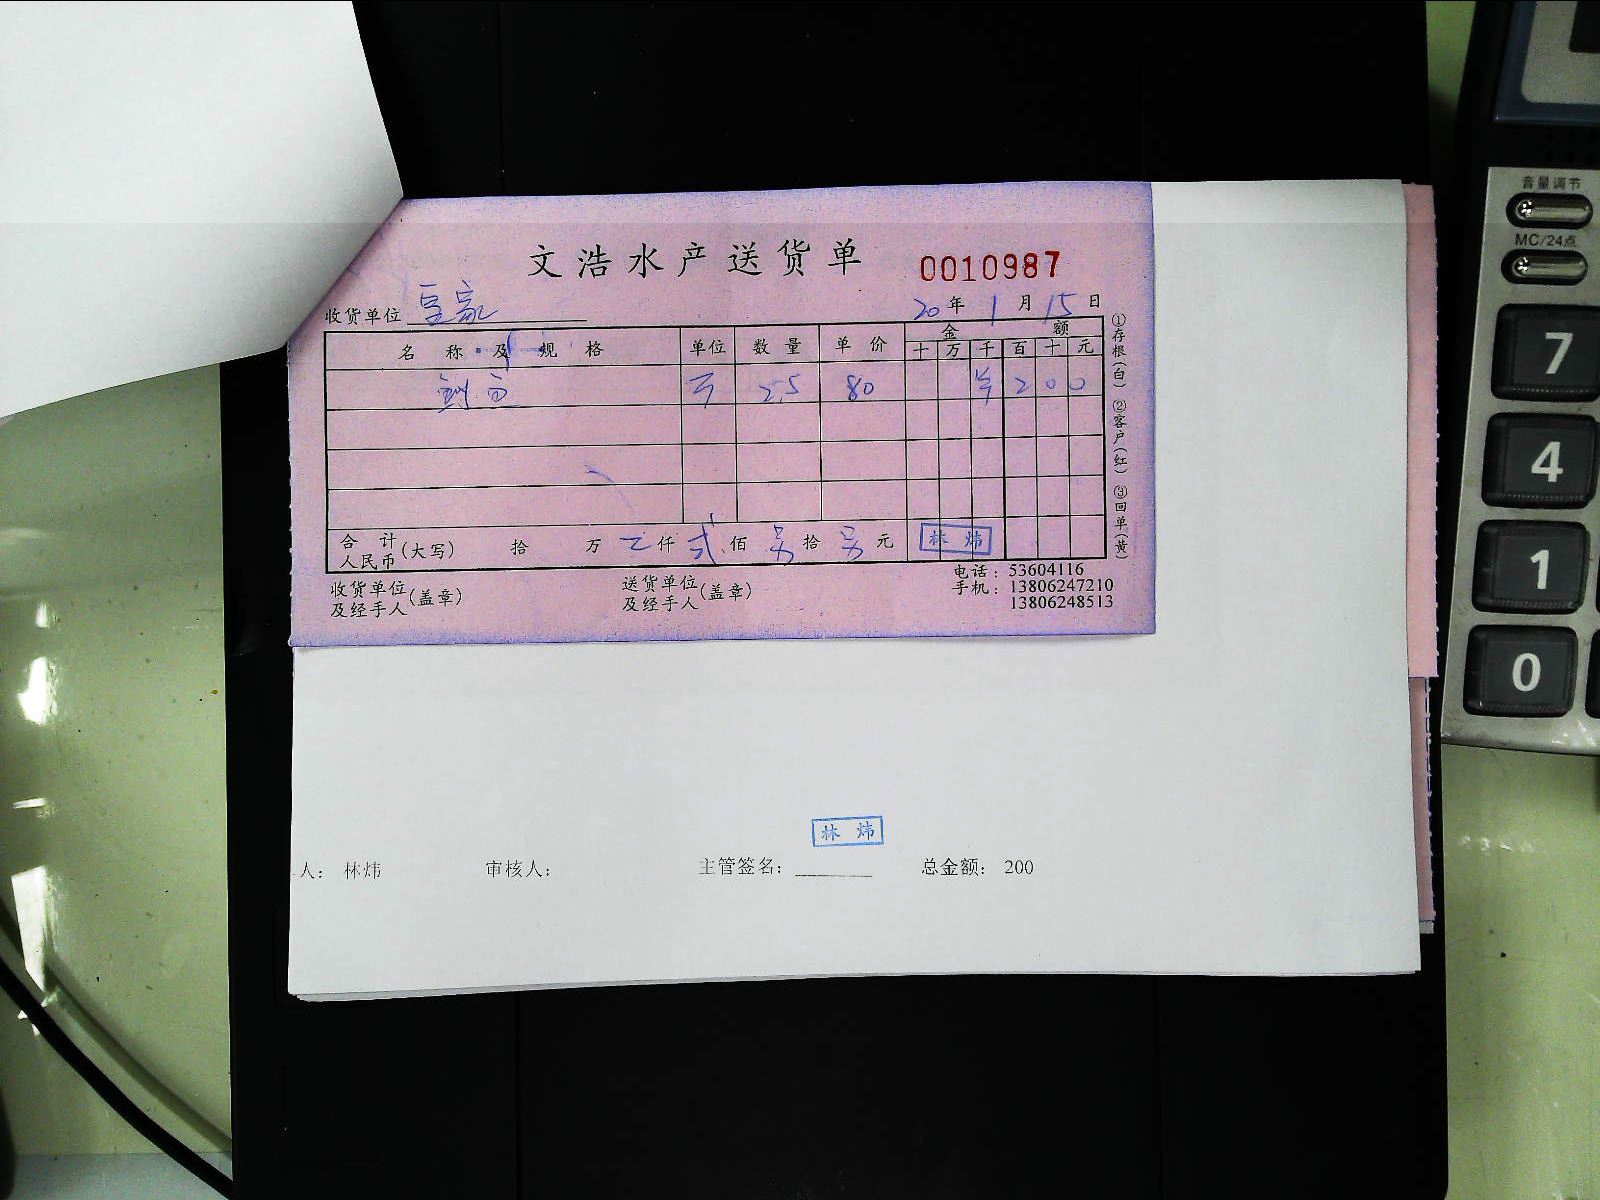 文浩水产送货单 0010987
收货单位
20年1月15日
名称及规格 单位 数量 单价 金额
十 万 千 百 十 元
2.5 80 ¥ 2 0 0
合计人民币(大写) 拾 万 仟 贰 佰 另 拾 另 元
林炜
收货单位及经手人(盖章) 送货单位及经手人(盖章)
电话: 53604116
手机: 13806247210
13806248513
①存根(白) ②客户(红) ③回单(黄)
林炜
人: 林炜 审核人: 主管签名: 总金额: 200
音量调节
MC/24点
7
4
1
0